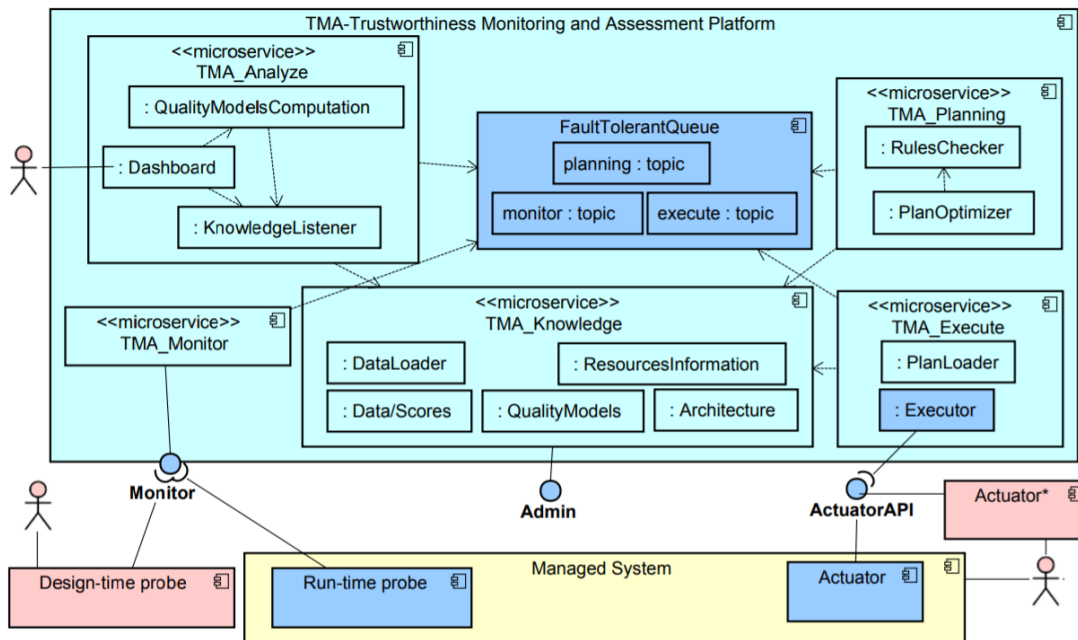 TMA-Trustworthiness Monitoring and Assessment Platform
<<microservice>>
TMA_Analyze
: QualityModelsComputation
: Dashboard
: KnowledgeListener
FaultTolerantQueue
planning : topic
monitor : topic
execute : topic
<<microservice>>
TMA_Planning
: RulesChecker
: PlanOptimizer
<<microservice>>
TMA_Monitor
<<microservice>>
TMA_Knowledge
: DataLoader
: ResourcesInformation
: Data/Scores
: QualityModels
: Architecture
<<microservice>>
TMA_Execute
: PlanLoader
: Executor
Monitor
Admin
ActuatorAPI
Actuator*
Design-time probe
Managed System
Run-time probe
Actuator